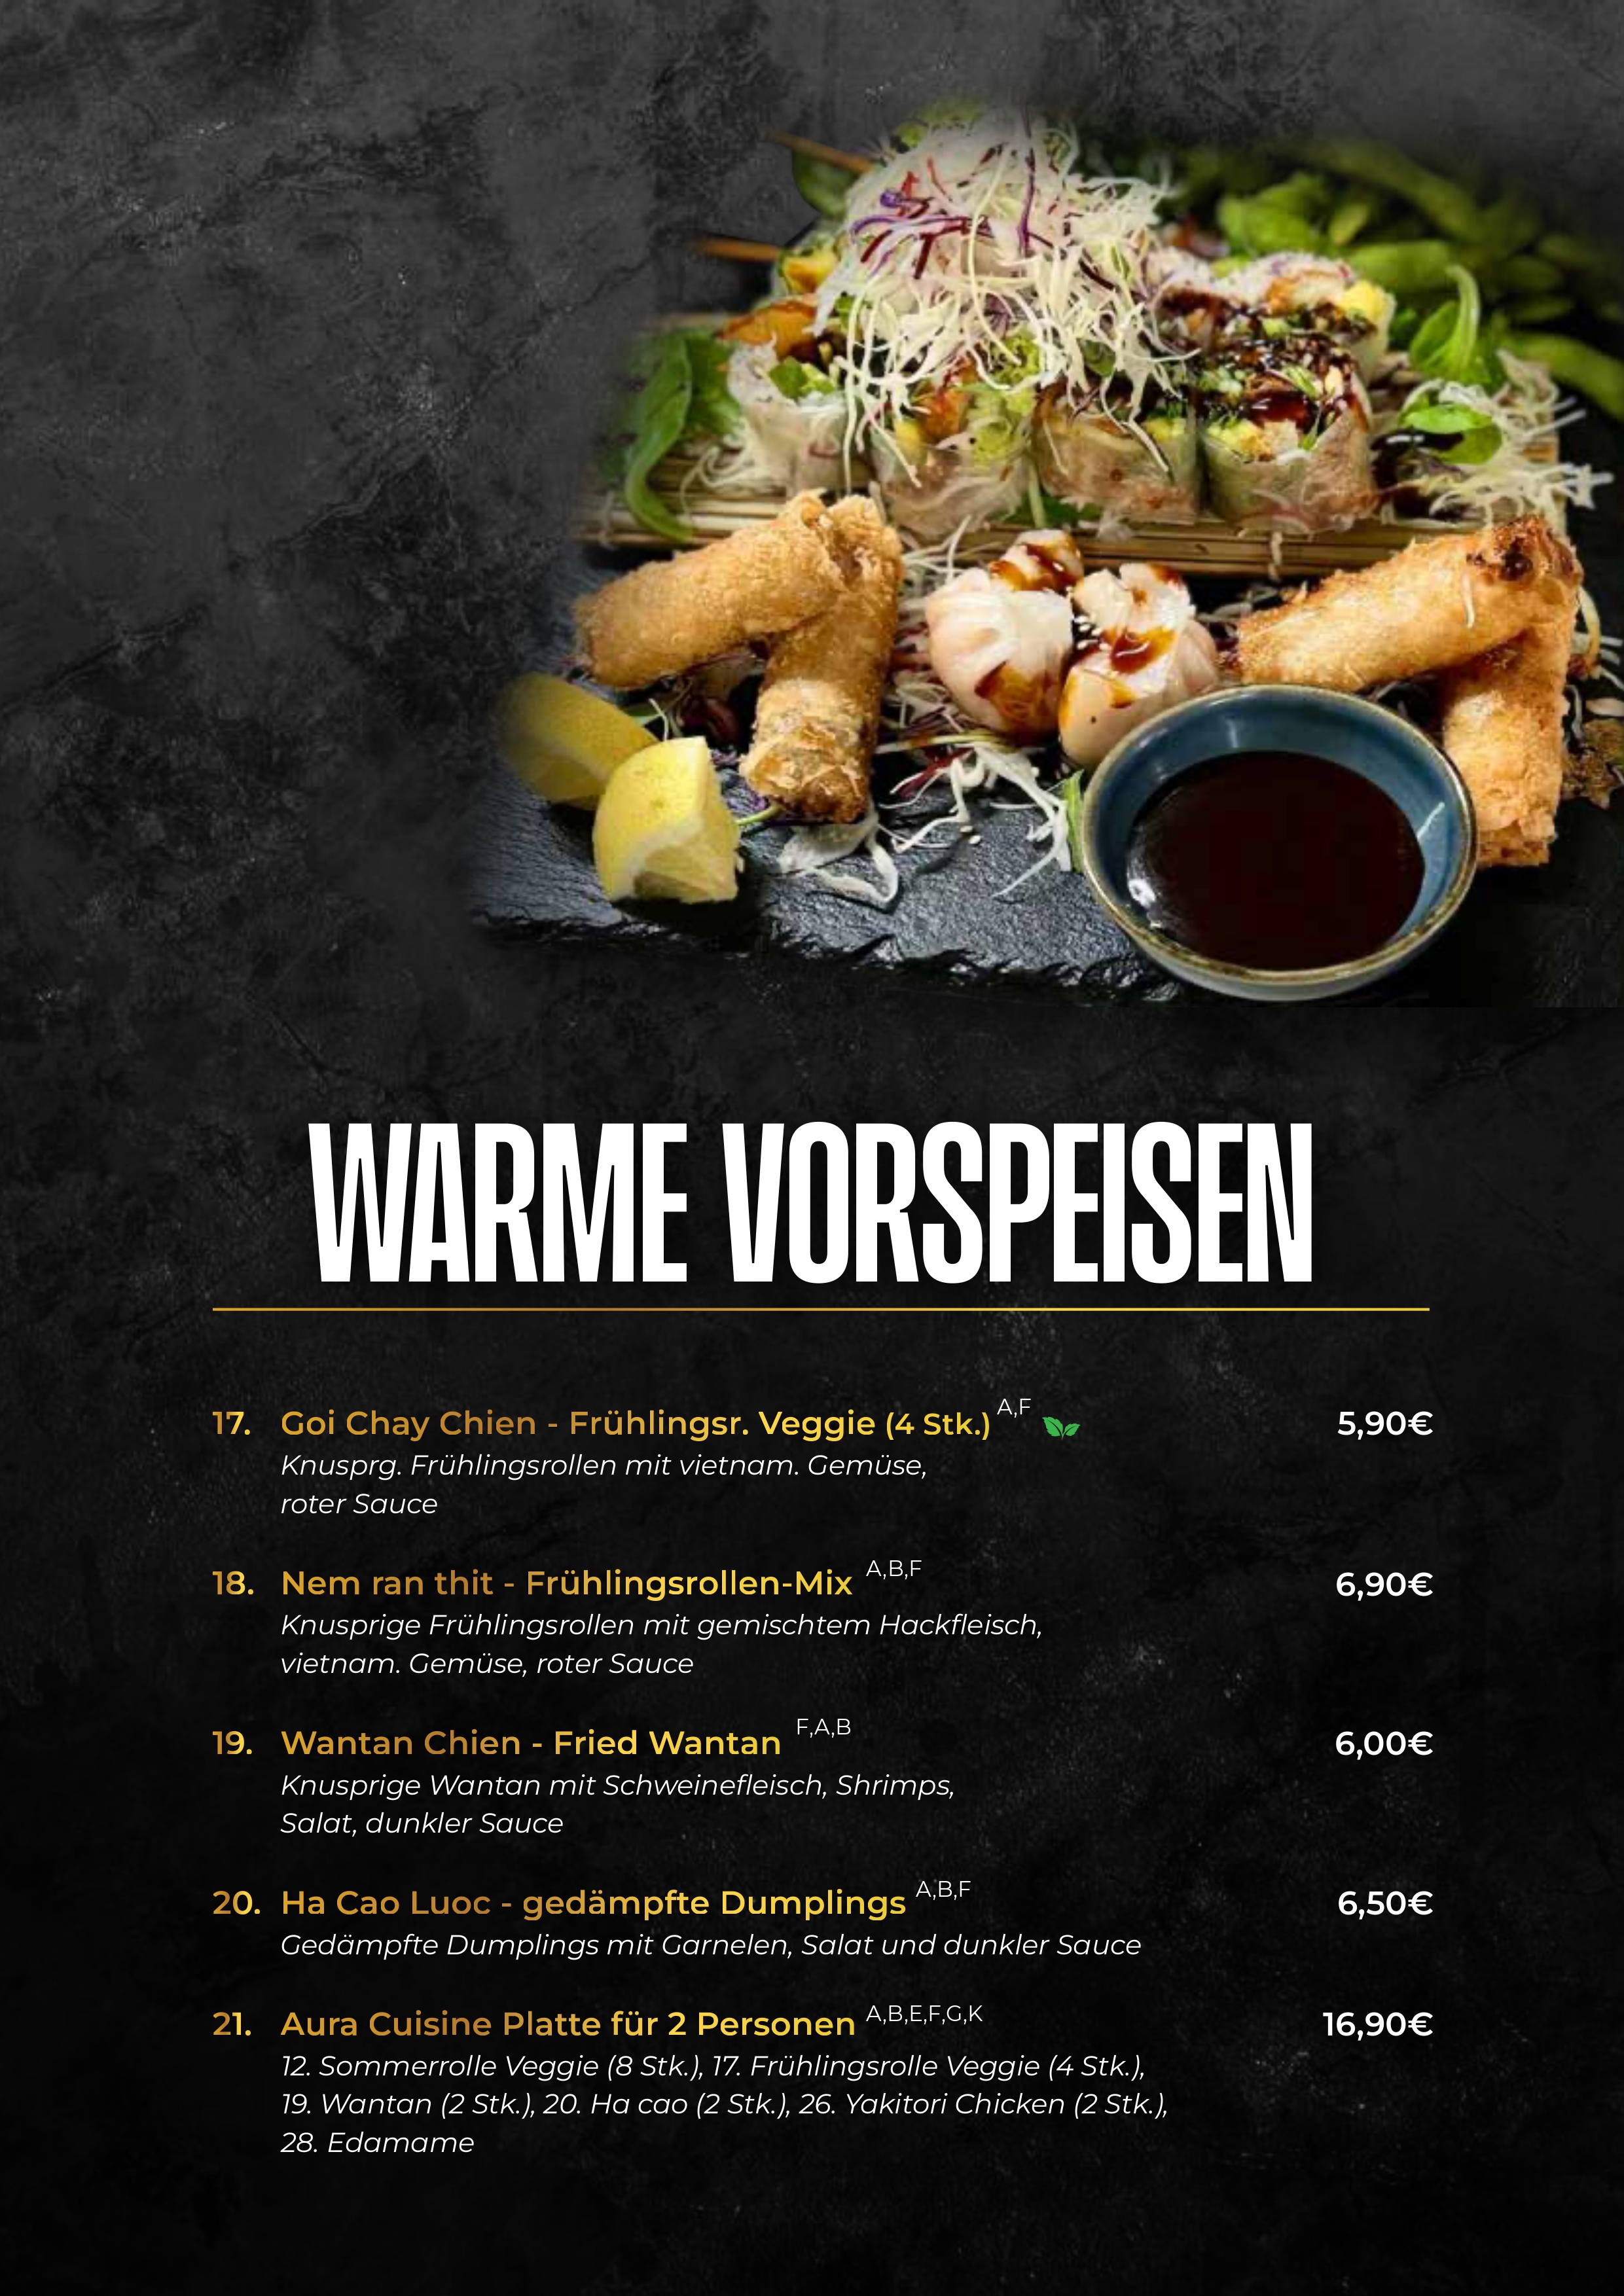 WARME VORSPEISEN
17. Goi Chay Chien - Frühlingsr. Veggie (4 Stk.) A,F 5,90€
Knusprg. Frühlingsrollen mit vietnam. Gemüse,
roter Sauce
18. Nem ran thit - Frühlingsrollen-Mix A,B,F 6,90€
Knusprige Frühlingsrollen mit gemischtem Hackfleisch,
vietnam. Gemüse, roter Sauce
19. Wantan Chien - Fried Wantan F,A,B 6,00€
Knusprige Wantan mit Schweinefleisch, Shrimps,
Salat, dunkler Sauce
20. Ha Cao Luoc - gedämpfte Dumplings A,B,F 6,50€
Gedämpfte Dumplings mit Garnelen, Salat und dunkler Sauce
21. Aura Cuisine Platte für 2 Personen A,B,E,F,G,K 16,90€
12. Sommerrolle Veggie (8 Stk.), 17. Frühlingsrolle Veggie (4 Stk.),
19. Wantan (2 Stk.), 20. Ha cao (2 Stk.), 26. Yakitori Chicken (2 Stk.),
28. Edamame